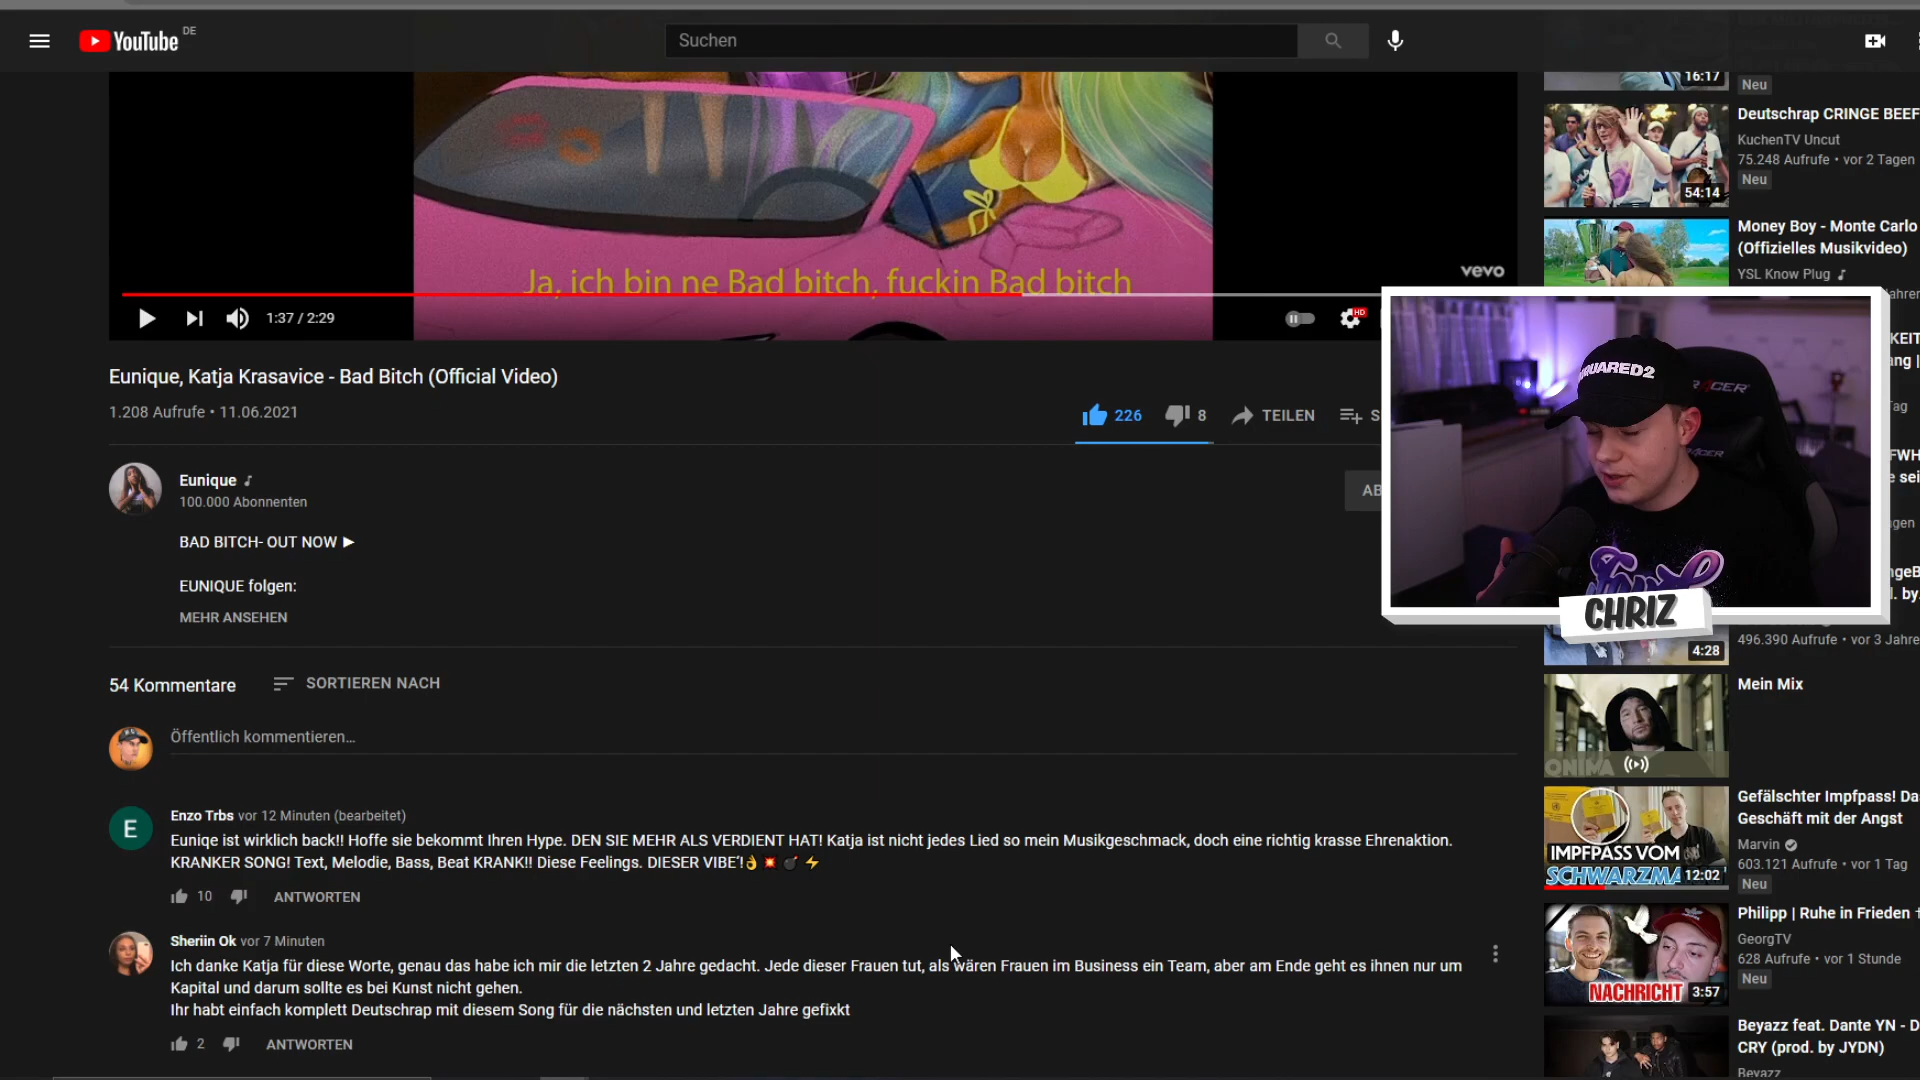 YouTube DE
Suchen
Ja, ich bin ne Bad bitch, fuckin Bad bitch
vevo
1:37 / 2:29
HD
Eunique, Katja Krasavice - Bad Bitch (Official Video)
1.208 Aufrufe • 11.06.2021
226
8
TEILEN
Eunique
100.000 Abonnenten
BAD BITCH- OUT NOW ►
EUNIQUE folgen:
MEHR ANSEHEN
54 Kommentare
SORTIEREN NACH
Öffentlich kommentieren...
Enzo Trbs vor 12 Minuten (bearbeitet)
Euniqe ist wirklich back!! Hoffe sie bekommt Ihren Hype. DEN SIE MEHR ALS VERDIENT HAT! Katja ist nicht jedes Lied so mein Musikgeschmack, doch eine richtig krasse Ehrenaktion.
KRANKER SONG! Text, Melodie, Bass, Beat KRANK!! Diese Feelings. DIESER VIBE'!👌💥💣⚡
10
ANTWORTEN
Sheriin Ok vor 7 Minuten
Ich danke Katja für diese Worte, genau das habe ich mir die letzten 2 Jahre gedacht. Jede dieser Frauen tut, als wären Frauen im Business ein Team, aber am Ende geht es ihnen nur um
Kapital und darum sollte es bei Kunst nicht gehen.
Ihr habt einfach komplett Deutschrap mit diesem Song für die nächsten und letzten Jahre gefixt
2
ANTWORTEN
16:17
Neu
Deutschrap CRINGE BEEF
KuchenTV Uncut
75.248 Aufrufe • vor 2 Tagen
Neu
54:14
Money Boy - Monte Carlo
(Offizielles Musikvideo)
YSL Know Plug
CHRIZ
496.390 Aufrufe • vor 3 Jahre
4:28
Mein Mix
Gefälschter Impfpass! Da
Geschäft mit der Angst
Marvin
603.121 Aufrufe • vor 1 Tag
Neu
IMPFPASS VOM
SCHWARZMA
12:02
Philipp | Ruhe in Frieden
GeorgTV
628 Aufrufe • vor 1 Stunde
Neu
NACHRICHT
3:57
Beyazz feat. Dante YN - D
CRY (prod. by JYDN)
Beyazz